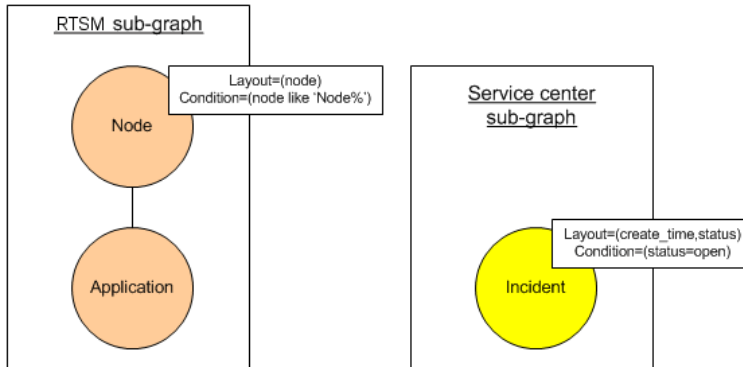 RTSM sub-graph
Layout=(node)
Condition=(node like ‘Node%’)
Node
Application
Service center
sub-graph
Layout=(create_time,status)
Condition=(status=open)
Incident